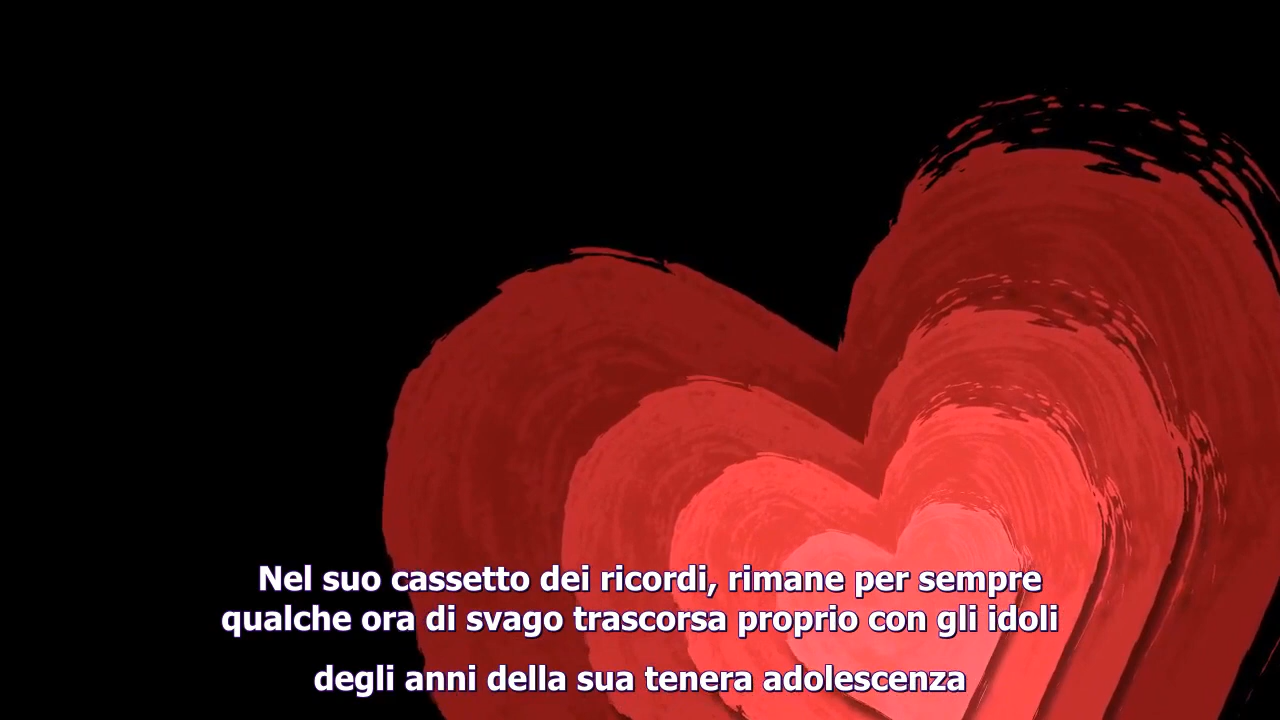 Nel suo cassetto dei ricordi, rimane per sempre
qualche ora di svago trascorsa proprio con gli idoli
degli anni della sua tenera adolescenza